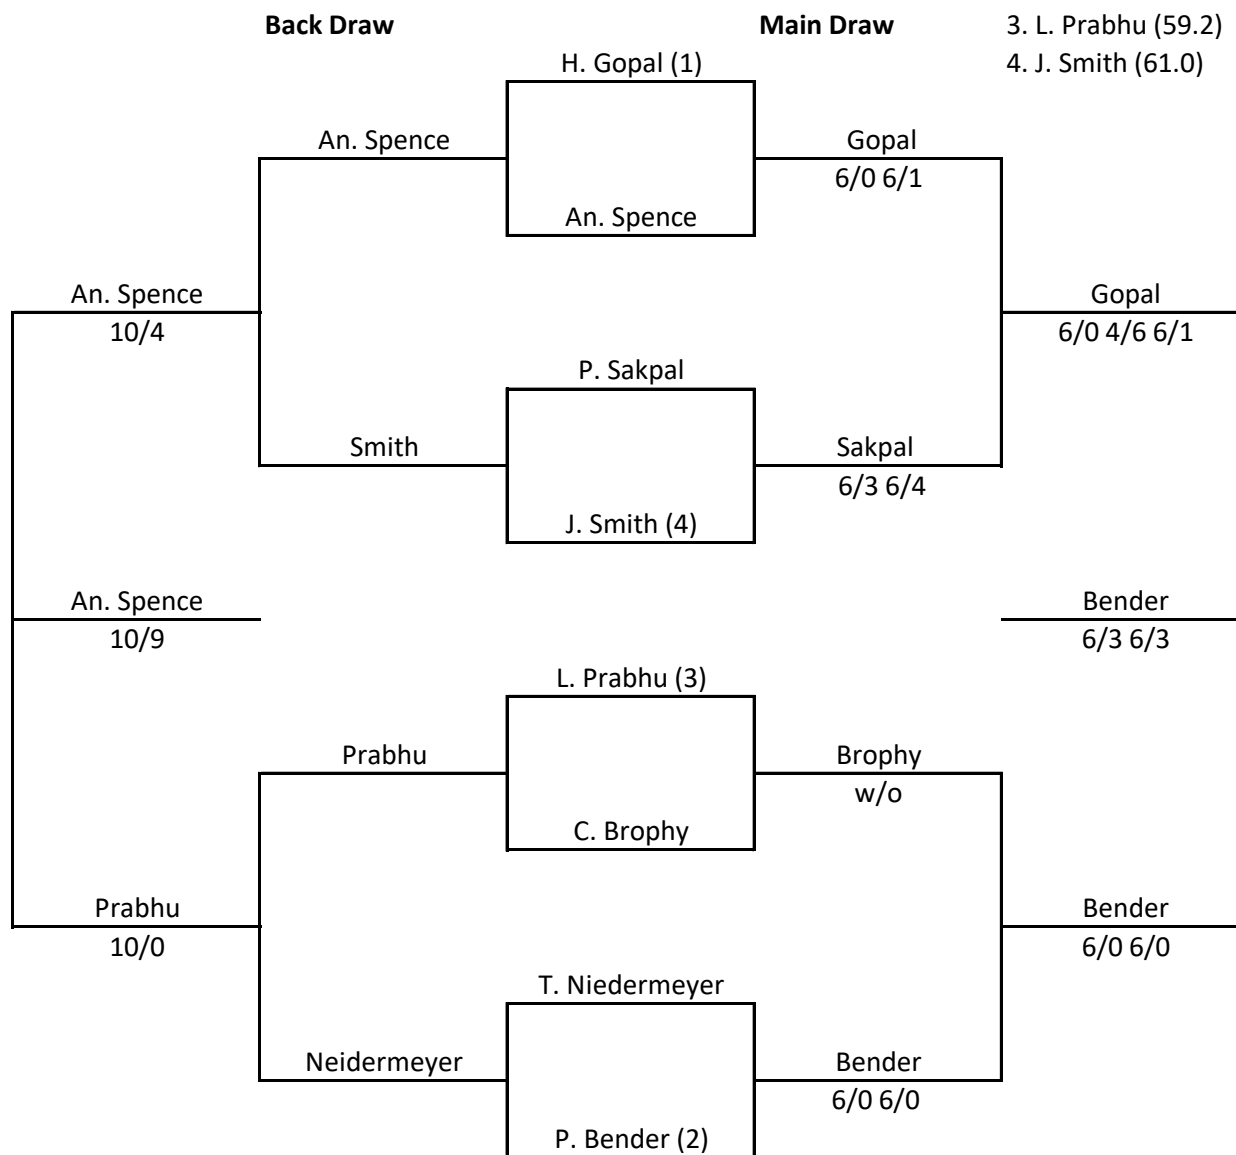 Back Draw
Main Draw
3. L. Prabhu (59.2)
4. J. Smith (61.0)
H. Gopal (1)
An. Spence
Gopal
6/0 6/1
An. Spence
An. Spence
10/4
Gopal
6/0 4/6 6/1
P. Sakpal
Smith
Sakpal
6/3 6/4
J. Smith (4)
An. Spence
10/9
Bender
6/3 6/3
L. Prabhu (3)
Prabhu
Brophy
w/o
C. Brophy
Prabhu
10/0
Bender
6/0 6/0
T. Niedermeyer
Neidermeyer
Bender
6/0 6/0
P. Bender (2)